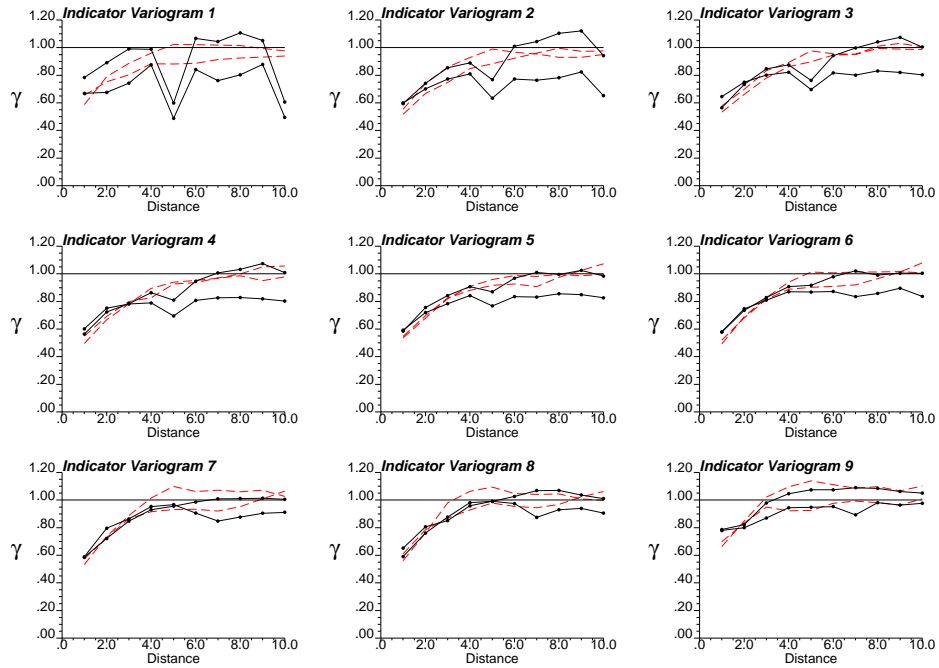 Indicator Variogram 1
γ
1.20
1.00
.80
.60
.40
.20
.00
.0 2.0 4.0 6.0 8.0 10.0
Distance
Indicator Variogram 2
γ
1.20
1.00
.80
.60
.40
.20
.00
.0 2.0 4.0 6.0 8.0 10.0
Distance
Indicator Variogram 3
γ
1.20
1.00
.80
.60
.40
.20
.00
.0 2.0 4.0 6.0 8.0 10.0
Distance
Indicator Variogram 4
γ
1.20
1.00
.80
.60
.40
.20
.00
.0 2.0 4.0 6.0 8.0 10.0
Distance
Indicator Variogram 5
γ
1.20
1.00
.80
.60
.40
.20
.00
.0 2.0 4.0 6.0 8.0 10.0
Distance
Indicator Variogram 6
γ
1.20
1.00
.80
.60
.40
.20
.00
.0 2.0 4.0 6.0 8.0 10.0
Distance
Indicator Variogram 7
γ
1.20
1.00
.80
.60
.40
.20
.00
.0 2.0 4.0 6.0 8.0 10.0
Distance
Indicator Variogram 8
γ
1.20
1.00
.80
.60
.40
.20
.00
.0 2.0 4.0 6.0 8.0 10.0
Distance
Indicator Variogram 9
γ
1.20
1.00
.80
.60
.40
.20
.00
.0 2.0 4.0 6.0 8.0 10.0
Distance